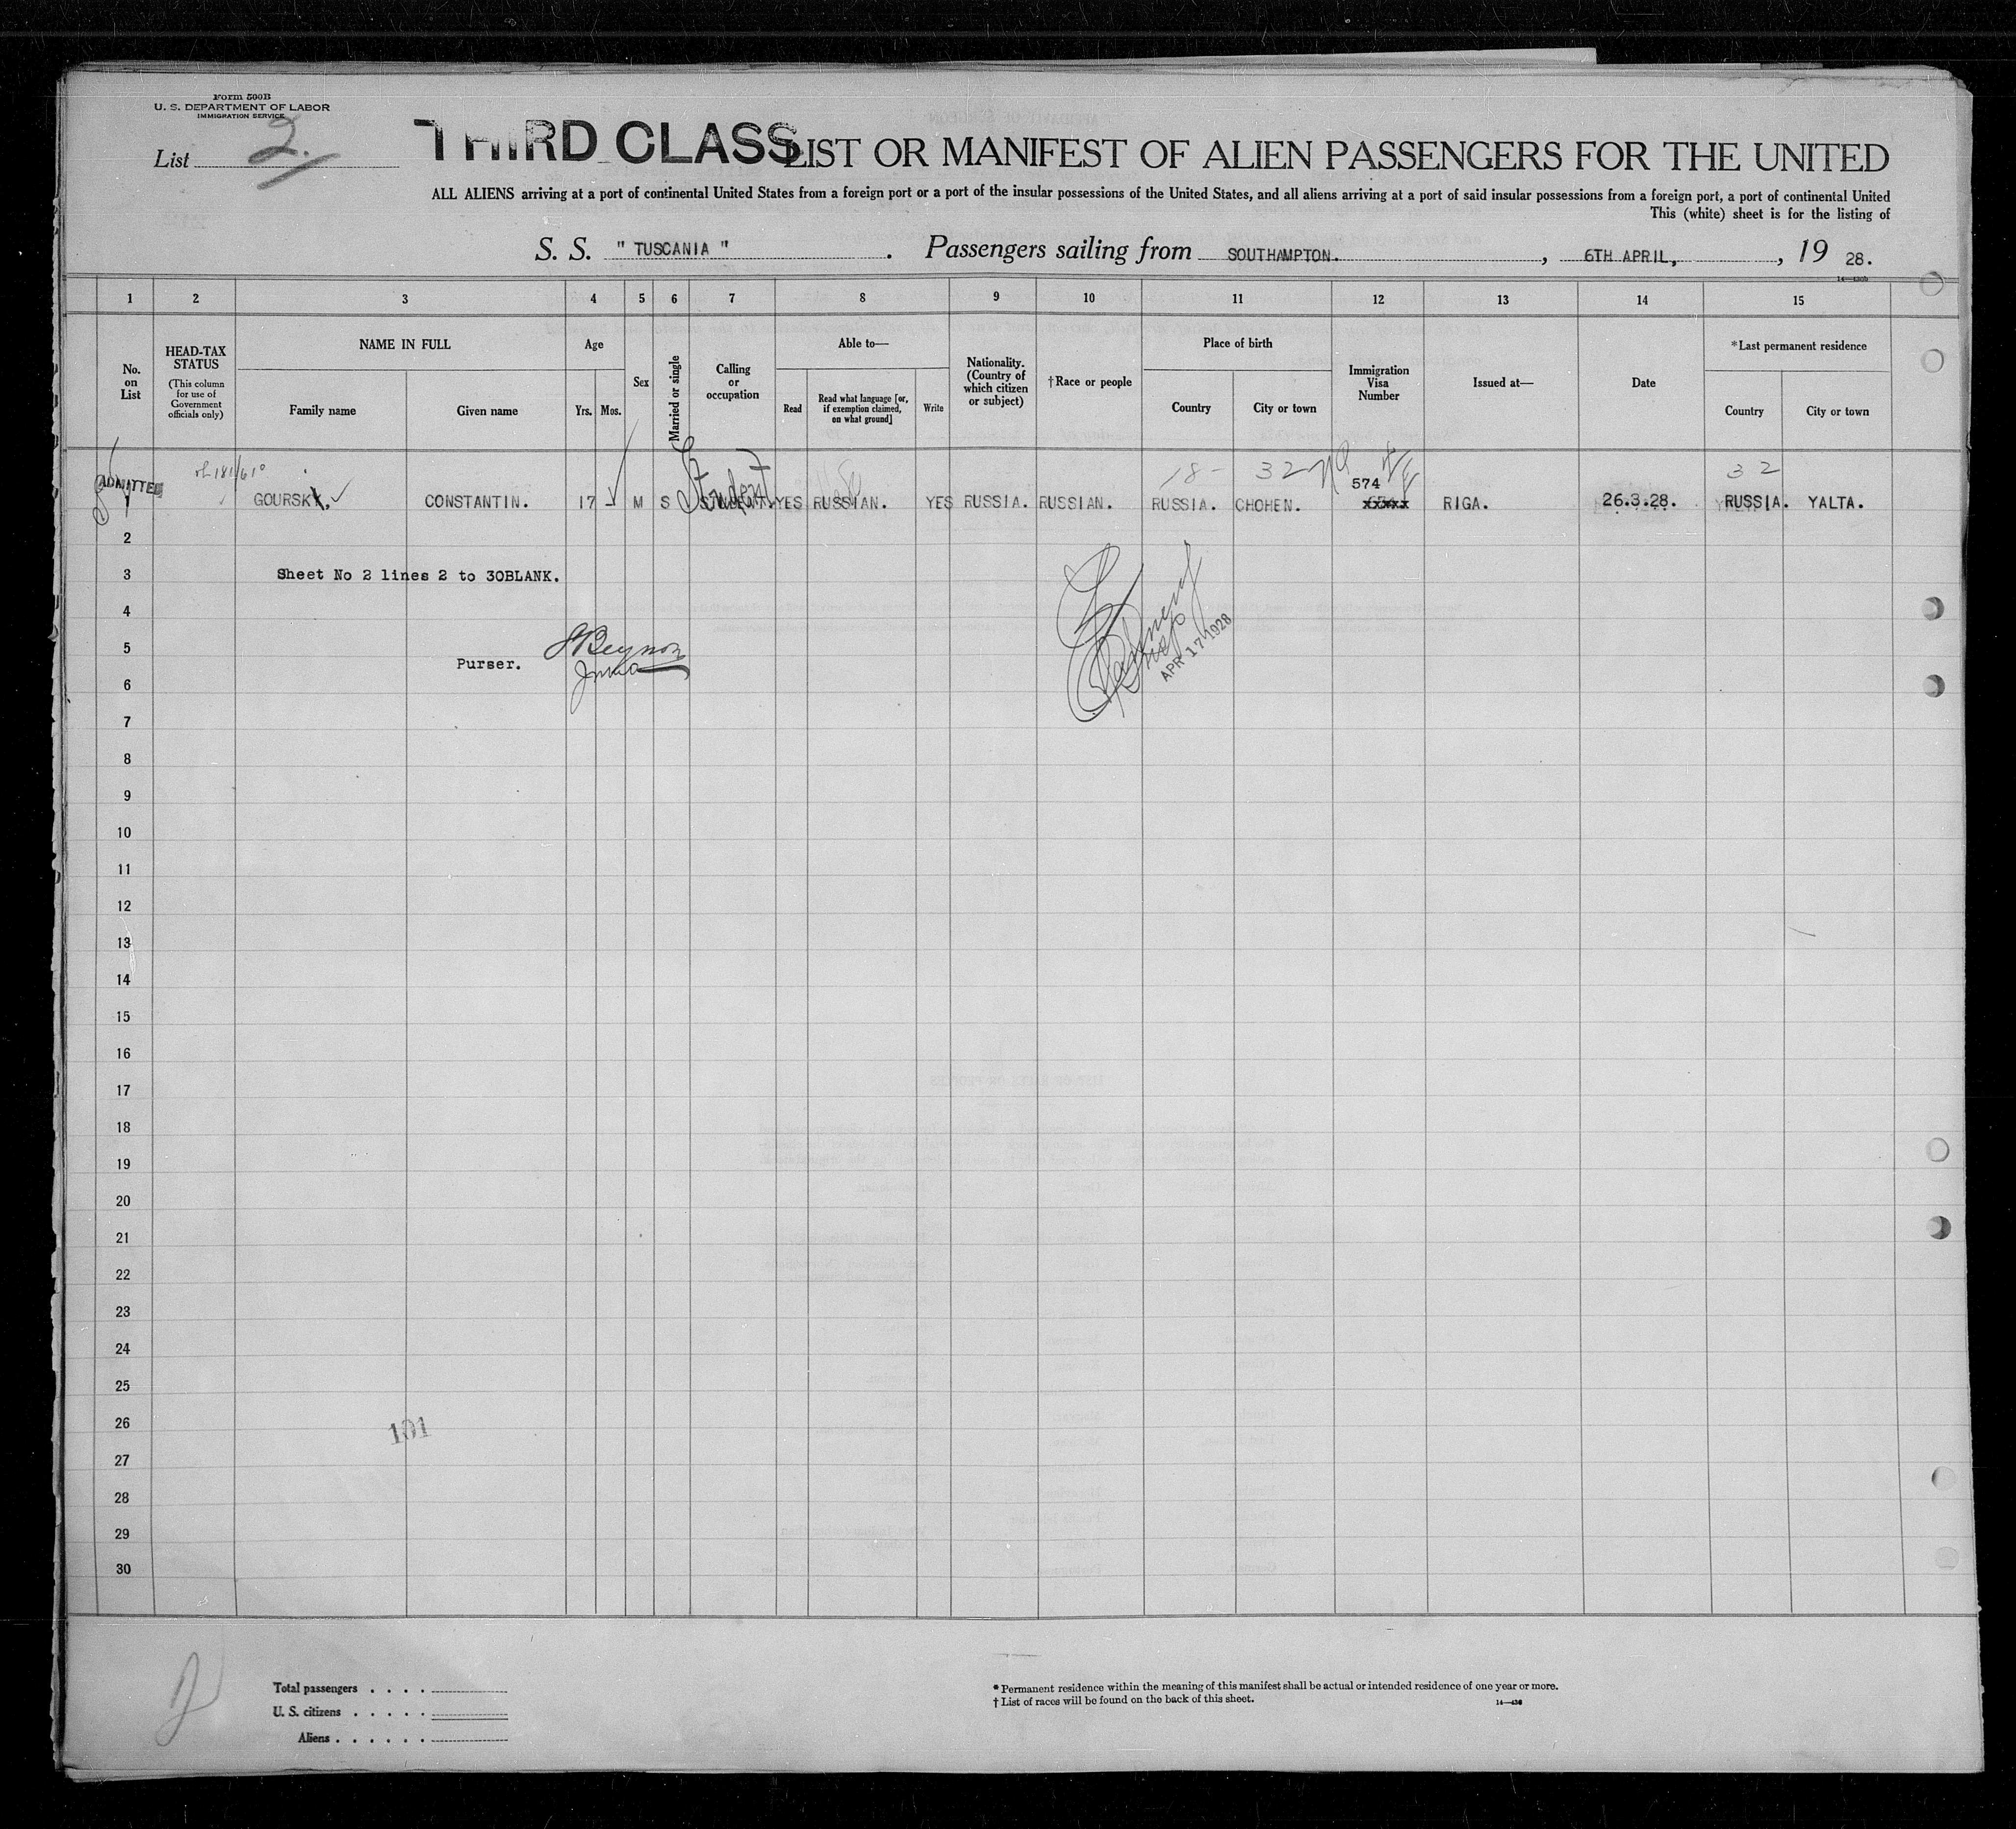 Form 500B
U. S. DEPARTMENT OF LABOR
IMMIGRATION SERVICE
List 2.
THIRD CLASS LIST OR MANIFEST OF ALIEN PASSENGERS FOR THE UNITED
ALL ALIENS arriving at a port of continental United States from a foreign port or a port of the insular possessions of the United States, and all aliens arriving at a port of said insular possessions from a foreign port, a port of continental United
This (white) sheet is for the listing of
S. S. " TUSCANIA " . Passengers sailing from SOUTHAMPTON. , 6TH APRIL, , 19 28.
1 2 3 4 5 6 7 8 9 10 11 12 13 14 15
No. on List
HEAD-TAX STATUS
(This column for use of Government officials only)
NAME IN FULL
Family name
Given name
Age
Yrs. Mos.
Sex
Married or single
Calling or occupation
Able to—
Read
Read what language [or, if exemption claimed, on what ground]
Write
Nationality. (Country of which citizen or subject)
†Race or people
Place of birth
Country
City or town
Immigration Visa Number
Issued at—
Date
*Last permanent residence
Country
City or town
18- 32 32
ADMITTED
574
1 GOURSKY, CONSTANTIN. 17 M S Student YES RUSSIAN. YES RUSSIA. RUSSIAN. RUSSIA. CHOHEN. xxxxx RIGA. 26.3.28. RUSSIA. YALTA.
2
3 Sheet No 2 lines 2 to 30BLANK.
4
5
Purser. Beynon
APR 17 1928
6
7
8
9
10
11
12
13
14
15
16
17
18
19
20
21
22
23
24
25
26
101
27
28
29
30
Total passengers . . . .
U. S. citizens . . . . .
Aliens . . . . . .
* Permanent residence within the meaning of this manifest shall be actual or intended residence of one year or more.
† List of races will be found on the back of this sheet.